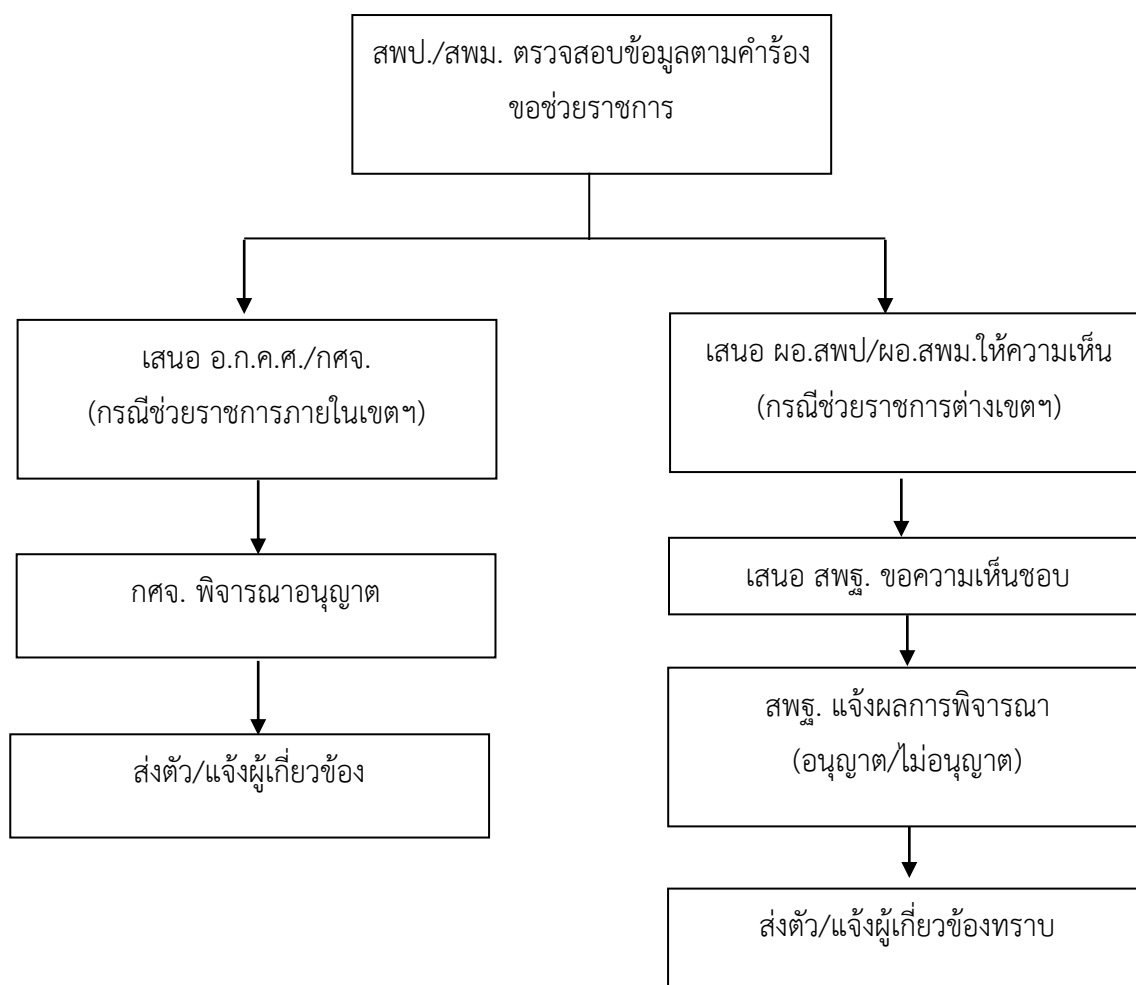 สพป./สพม. ตรวจสอบข้อมูลตามคำร้อง
ขอช่วยราชการ
เสนอ อ.ก.ค.ศ./กศจ.
(กรณีช่วยราชการภายในเขตฯ)
กศจ. พิจารณาอนุญาต
ส่งตัว/แจ้งผู้เกี่ยวข้อง
เสนอ ผอ.สพป/ผอ.สพม.ให้ความเห็น
(กรณีช่วยราชการต่างเขตฯ)
เสนอ สพฐ. ขอความเห็นชอบ
สพฐ. แจ้งผลการพิจารณา
(อนุญาต/ไม่อนุญาต)
ส่งตัว/แจ้งผู้เกี่ยวข้องทราบ